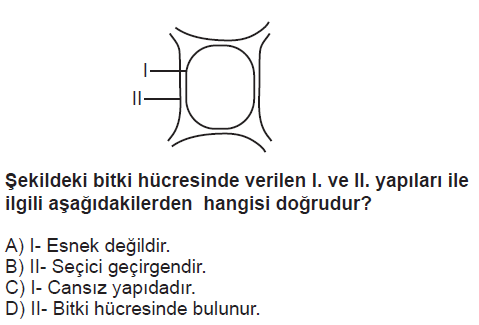 I
II
Şekildeki bitki hücresinde verilen I. ve II. yapıları ile
ilgili aşağıdakilerden hangisi doğrudur?
A) I- Esnek değildir.
B) II- Seçici geçirgendir.
C) I- Cansız yapıdadır.
D) II- Bitki hücresinde bulunur.